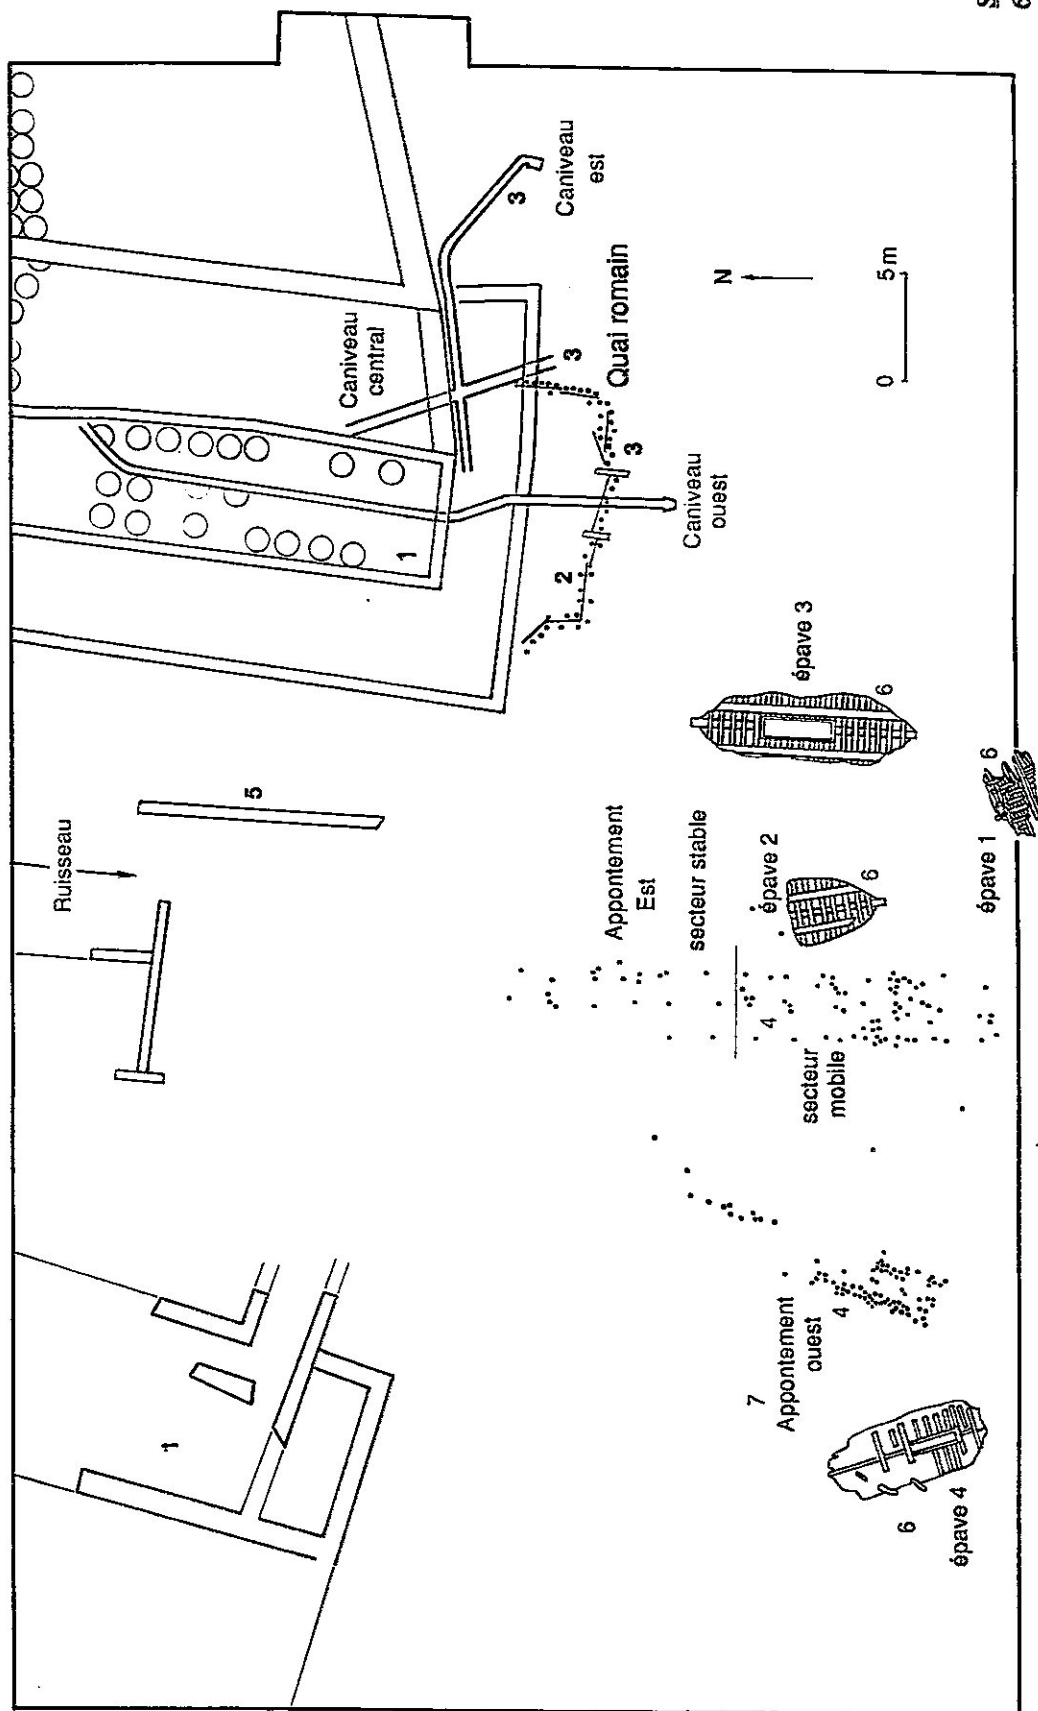 Ruisseau
1
5
Caniveau
central
1
3
Caniveau
est
2
3
Quai romain
3
Caniveau
ouest
N
0 5 m
Appontement
Est
secteur stable
4
secteur
mobile
7
Appontement
ouest
4
épave 2
6
épave 3
6
6
épave 4
épave 1
6